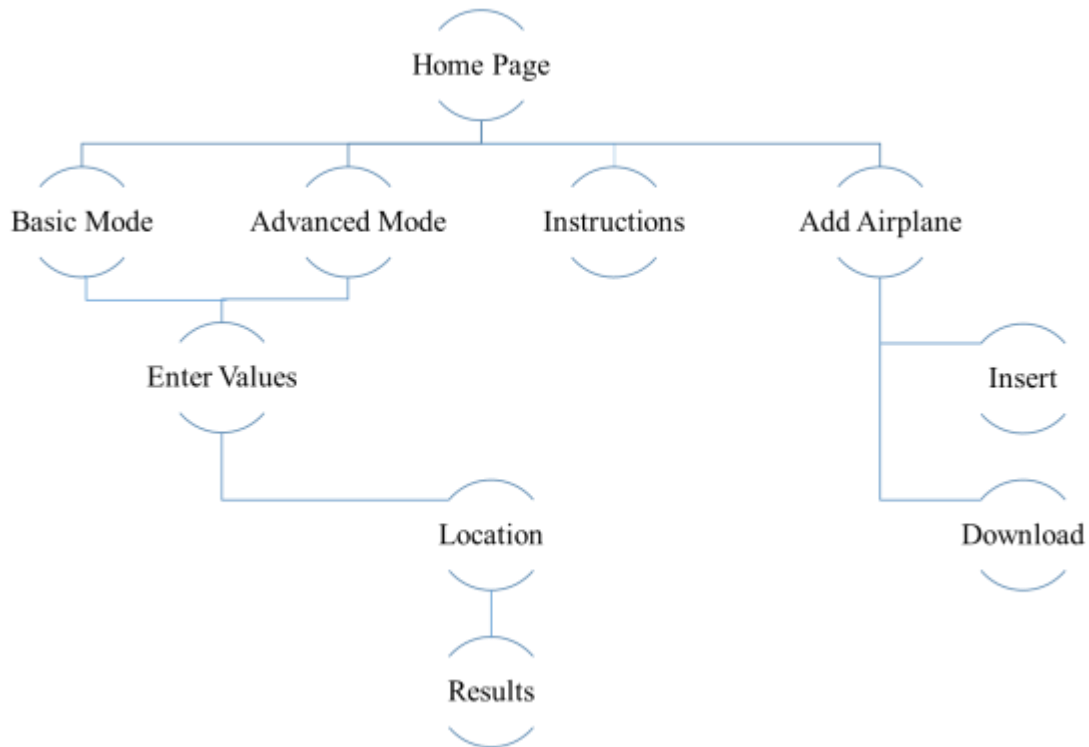 Home Page
Basic Mode
Advanced Mode
Instructions
Add Airplane
Enter Values
Insert
Location
Download
Results